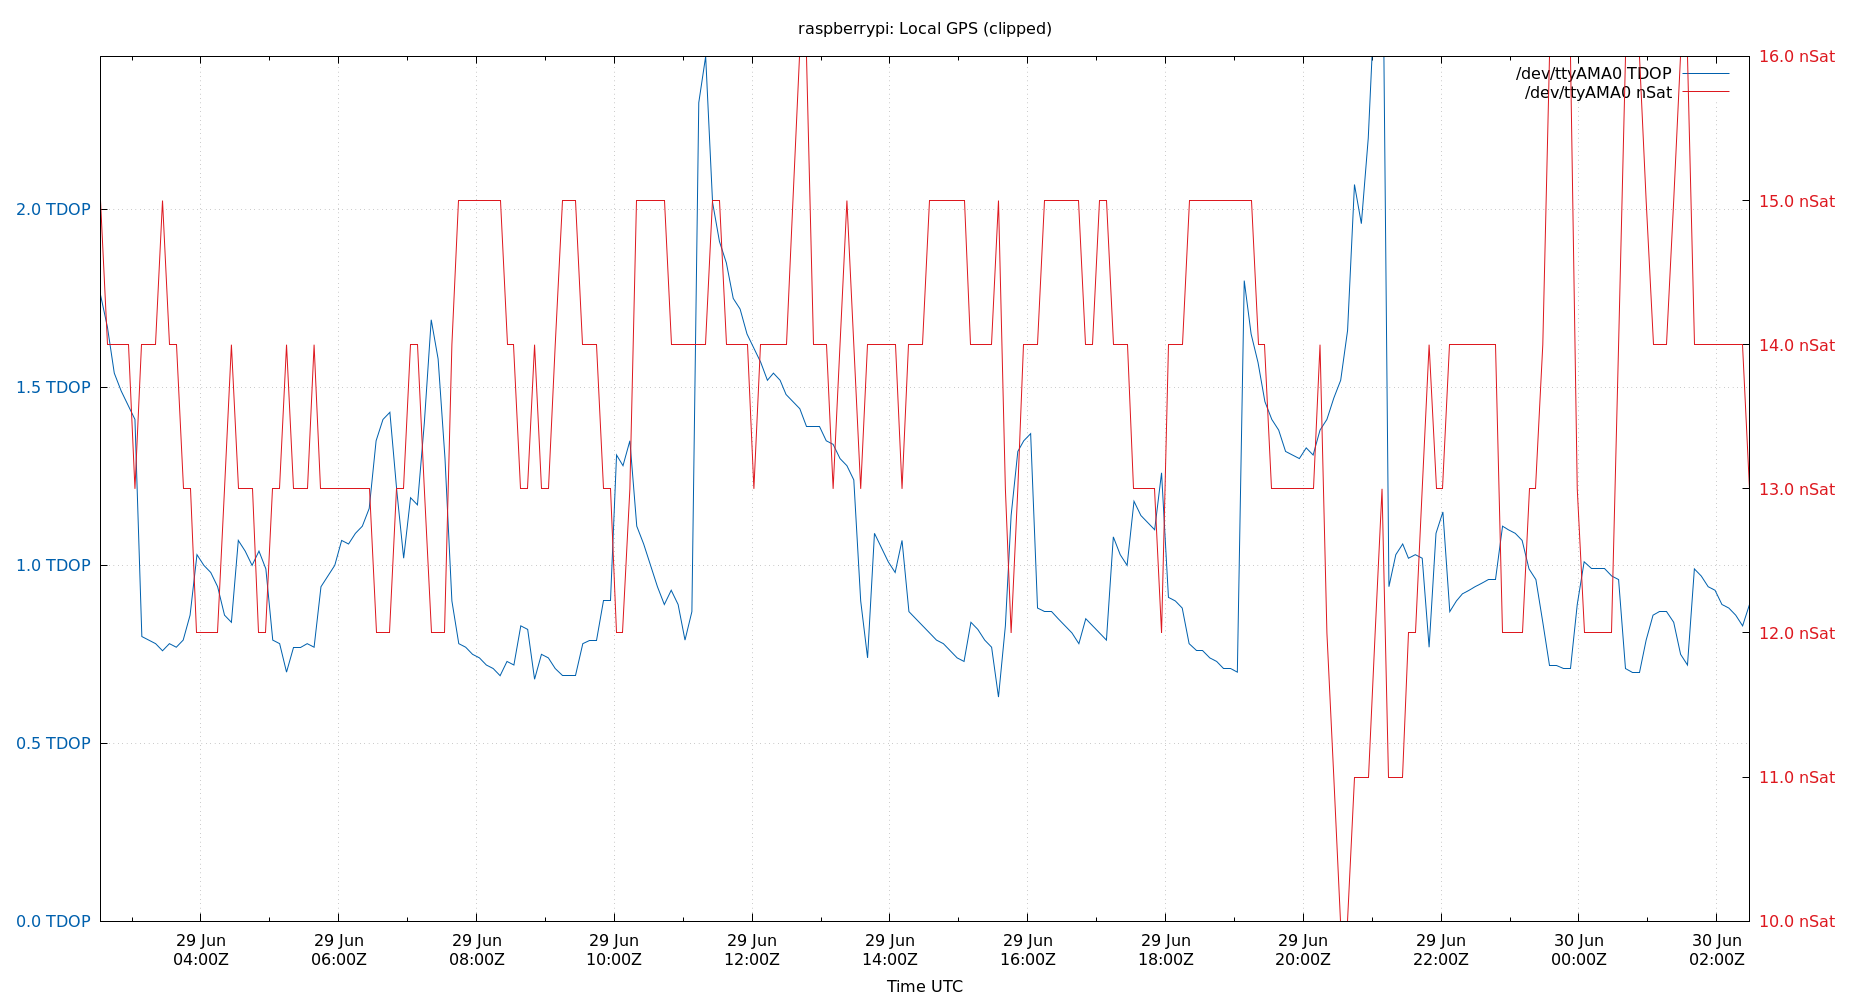 raspberrypi: Local GPS (clipped)
/dev/ttyAMA0 TDOP
/dev/ttyAMA0 nSat
2.0 TDOP
1.5 TDOP
1.0 TDOP
0.5 TDOP
0.0 TDOP
16.0 nSat
15.0 nSat
14.0 nSat
13.0 nSat
12.0 nSat
11.0 nSat
10.0 nSat
29 Jun
04:00Z
29 Jun
06:00Z
29 Jun
08:00Z
29 Jun
10:00Z
29 Jun
12:00Z
29 Jun
14:00Z
29 Jun
16:00Z
29 Jun
18:00Z
29 Jun
20:00Z
29 Jun
22:00Z
30 Jun
00:00Z
30 Jun
02:00Z
Time UTC